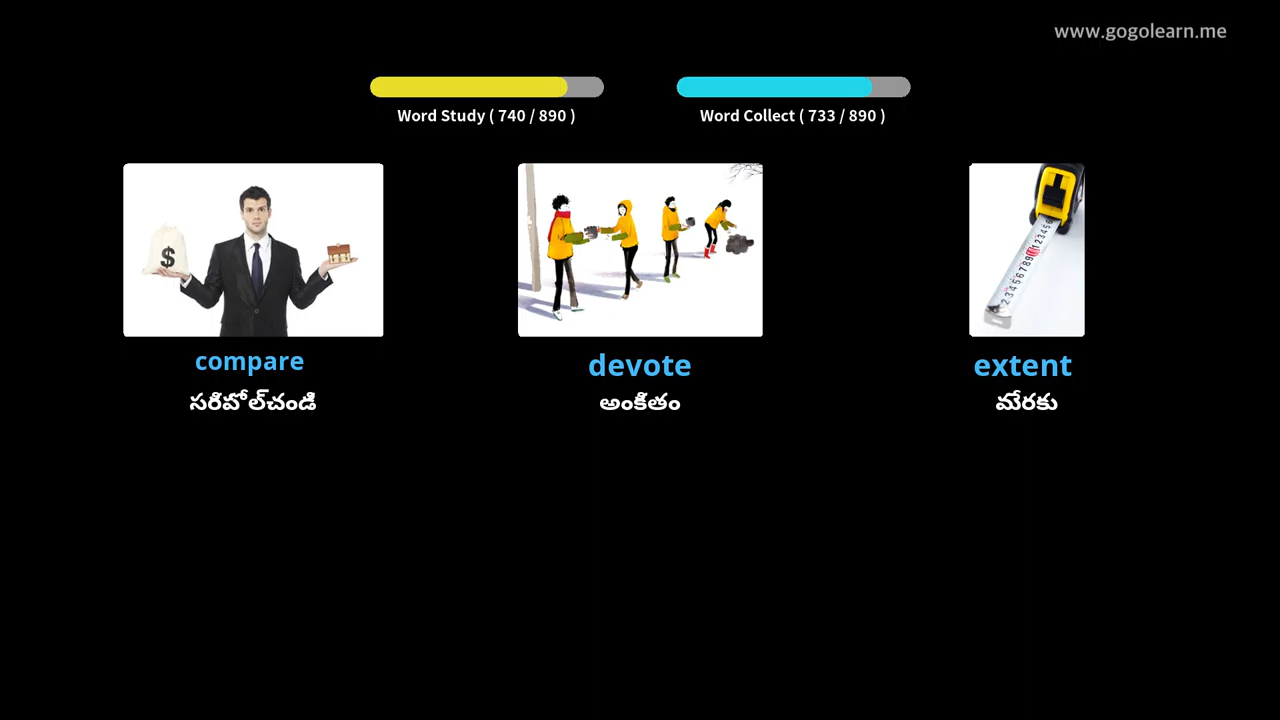 www.gogolearn.me
Word Study ( 740 / 890 )
Word Collect ( 733 / 890 )
$
compare
devote
extent
సరిపోల్చండి
అంకితం
మేరకు